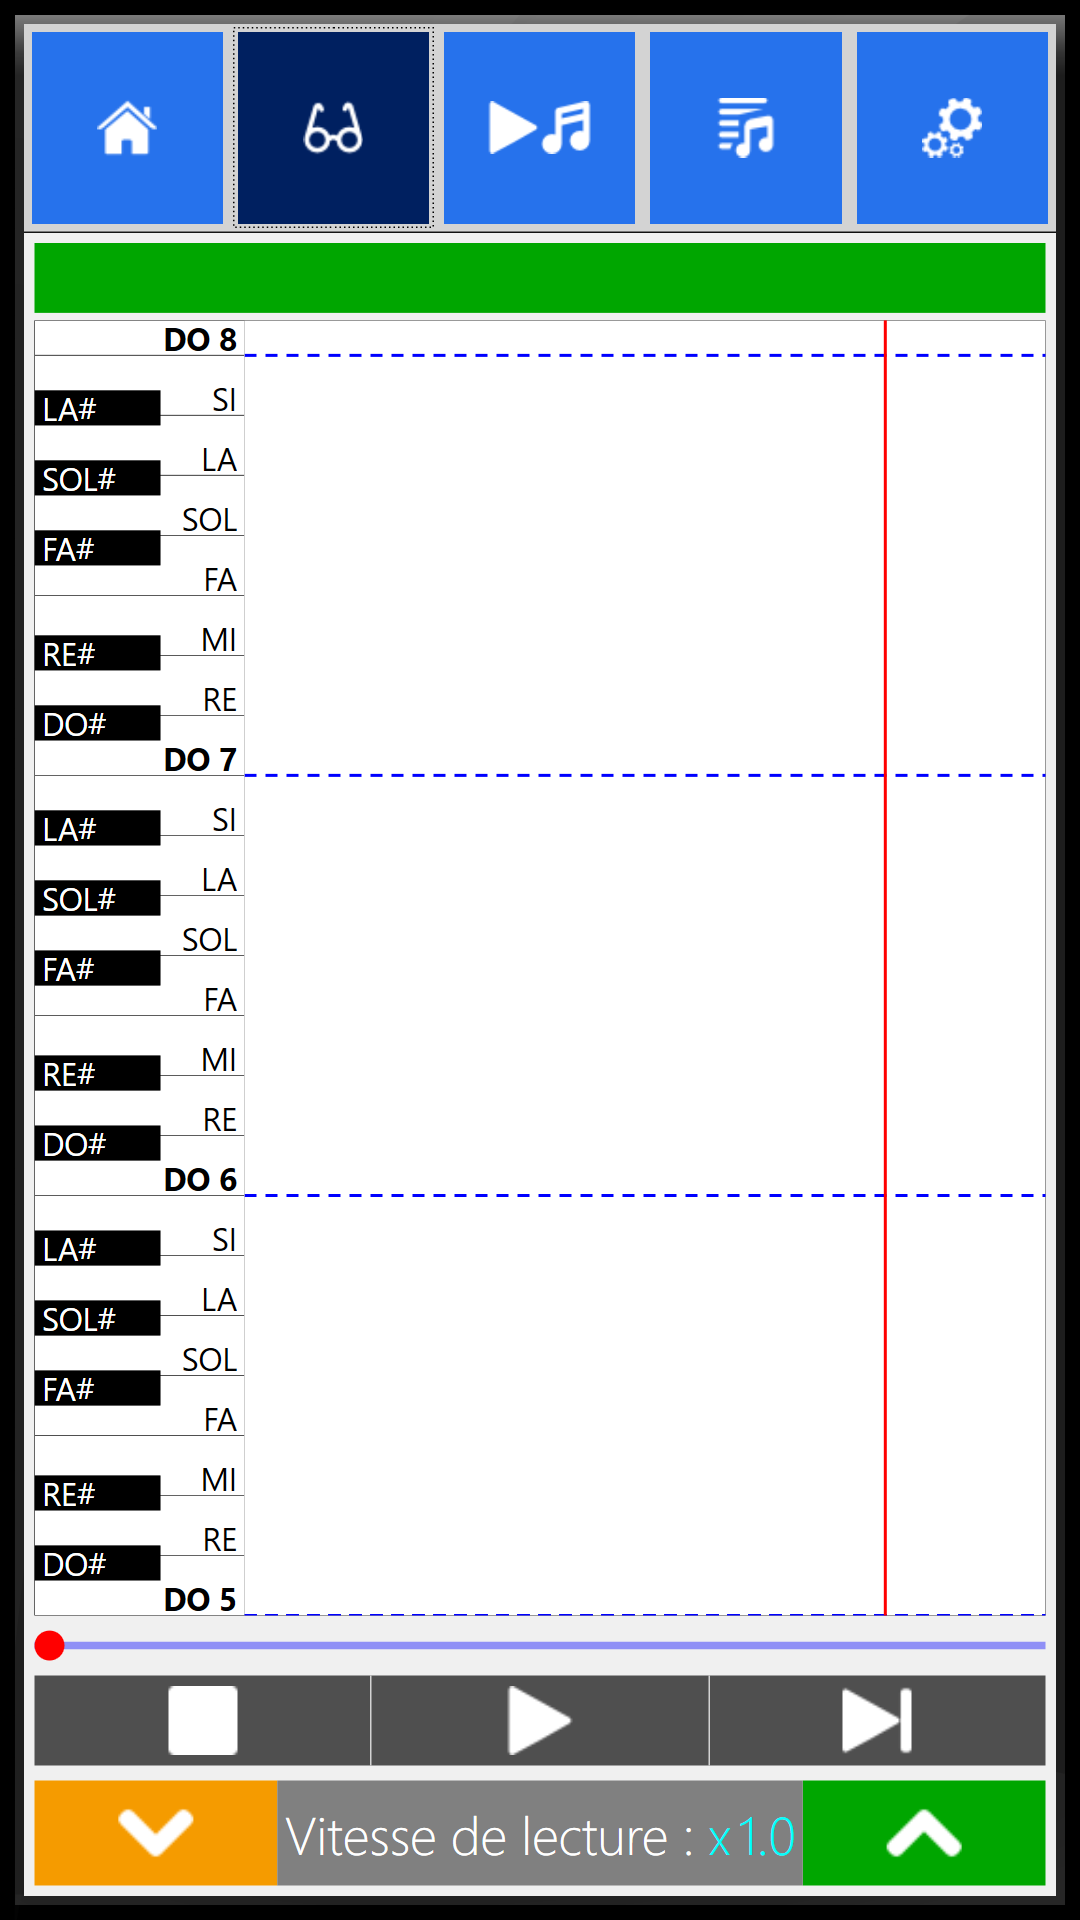 DO 8
SI
LA#
LA
SOL#
SOL
FA#
FA
MI
RE#
RE
DO#
DO 7
SI
LA#
LA
SOL#
SOL
FA#
FA
MI
RE#
RE
DO#
DO 6
SI
LA#
LA
SOL#
SOL
FA#
FA
MI
RE#
RE
DO#
DO 5
Vitesse de lecture : x1.0